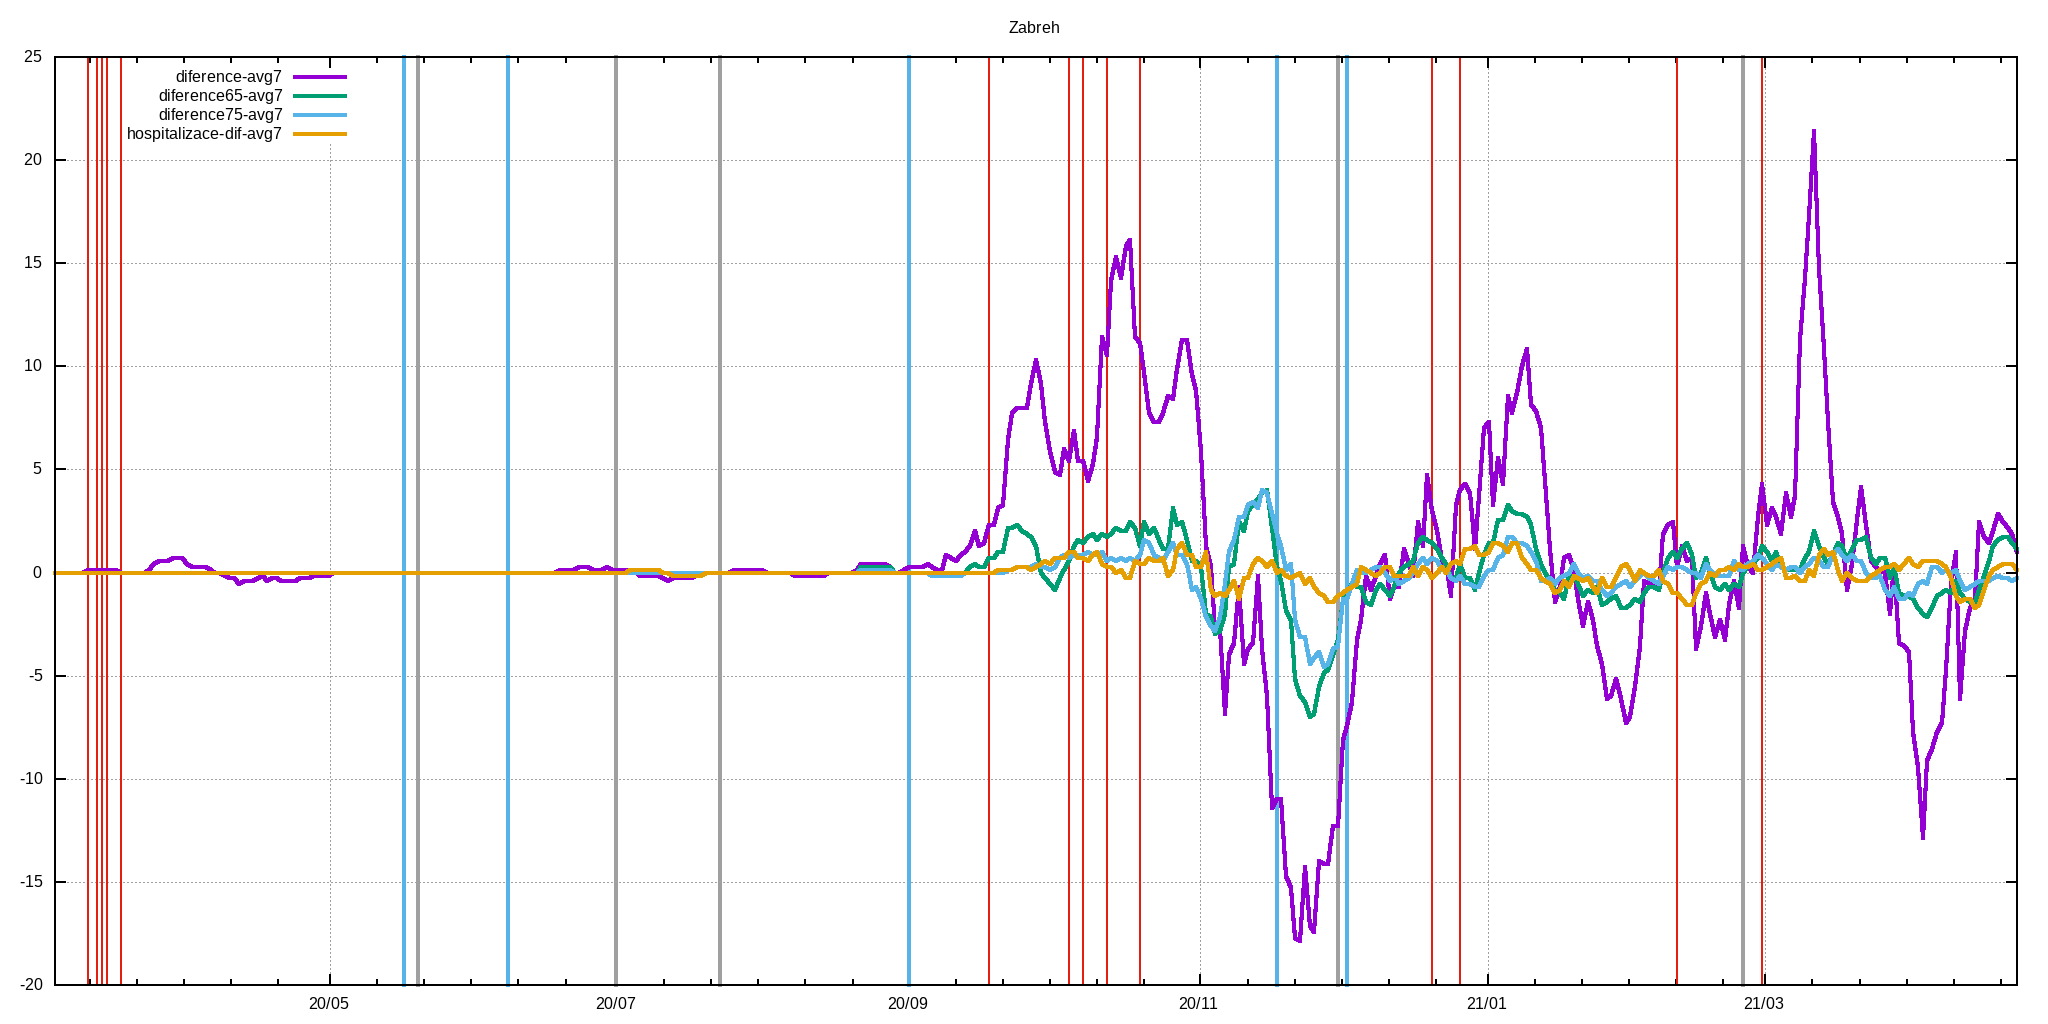 Zabreh
25
20
15
10
5
0
-5
-10
-15
-20
diference-avg7
diference65-avg7
diference75-avg7
hospitalizace-dif-avg7
20/05 20/07 20/09 20/11 21/01 21/03